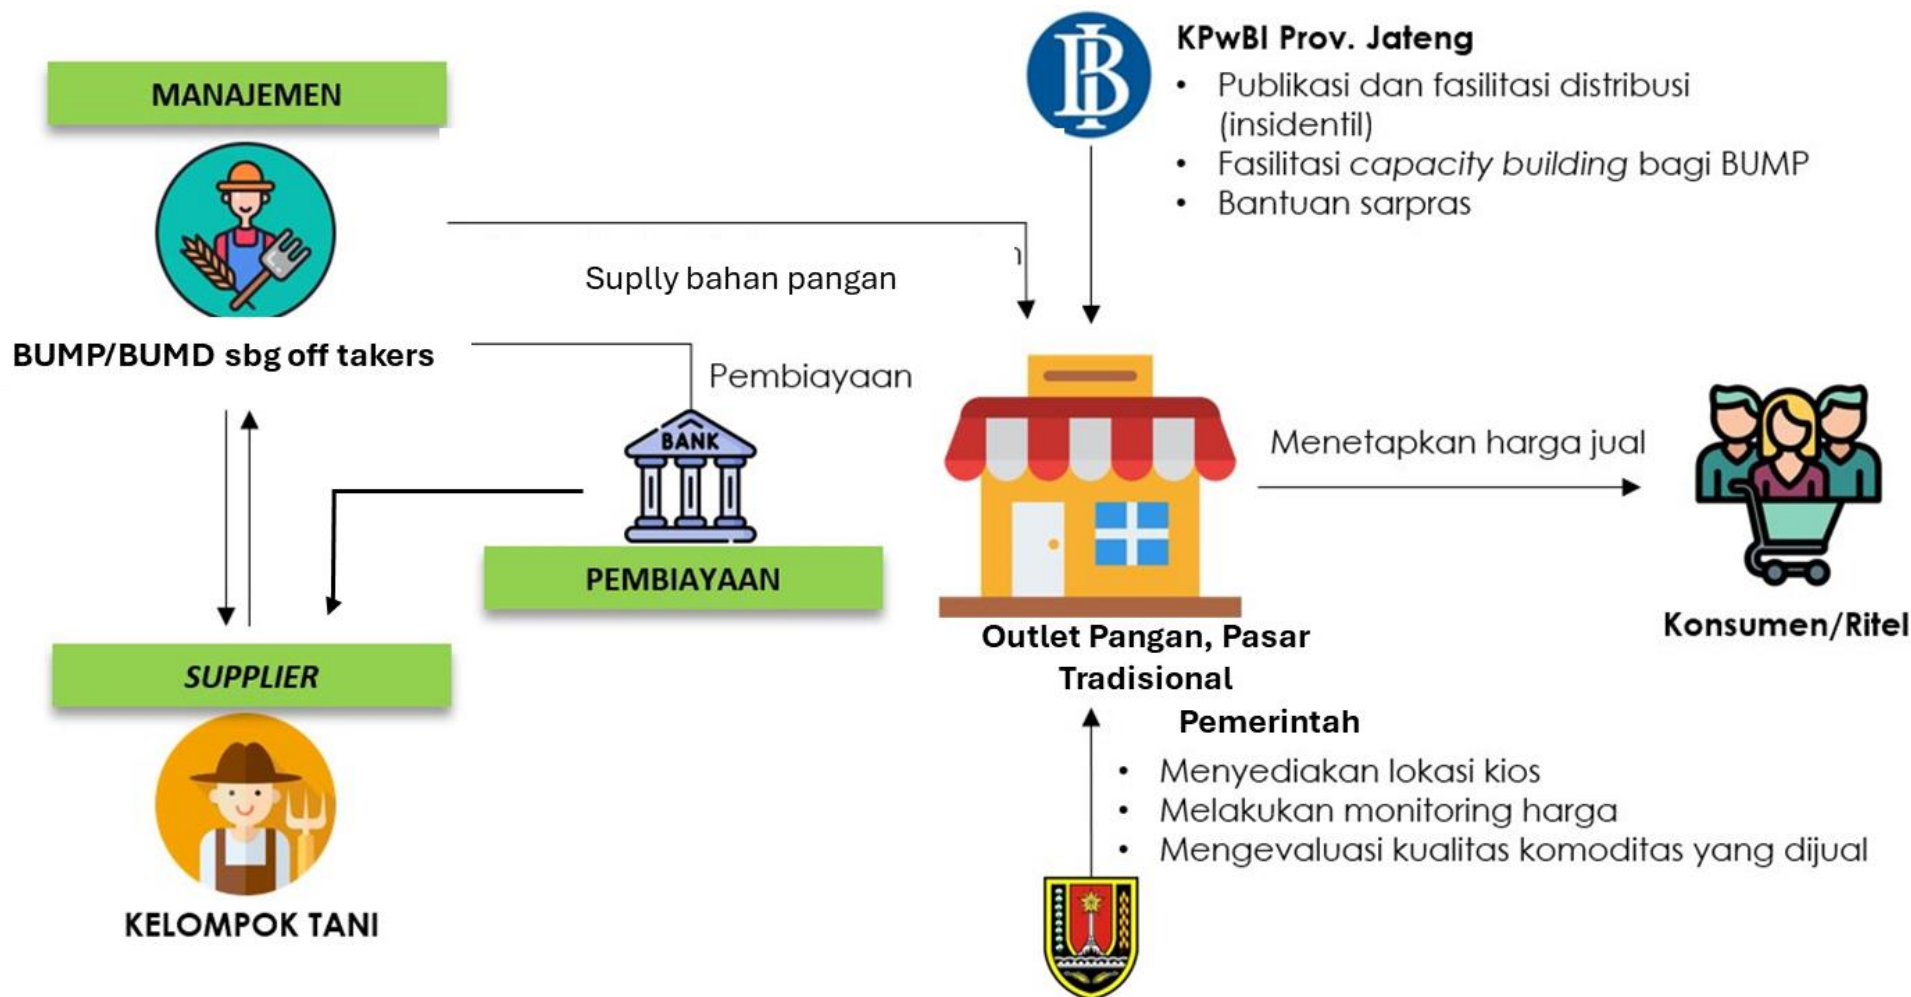 MANAJEMEN
BUMP/BUMD sbg off takers
Suplly bahan pangan
Pembiayaan
BANK
PEMBIAYAAN
SUPPLIER
KELOMPOK TANI
KPwBI Prov. Jateng
• Publikasi dan fasilitasi distribusi
(insidentil)
• Fasilitasi capacity building bagi BUMP
• Bantuan sarpras
Outlet Pangan, Pasar
Tradisional
Menetapkan harga jual
Konsumen/Ritel
Pemerintah
• Menyediakan lokasi kios
• Melakukan monitoring harga
• Mengevaluasi kualitas komoditas yang dijual